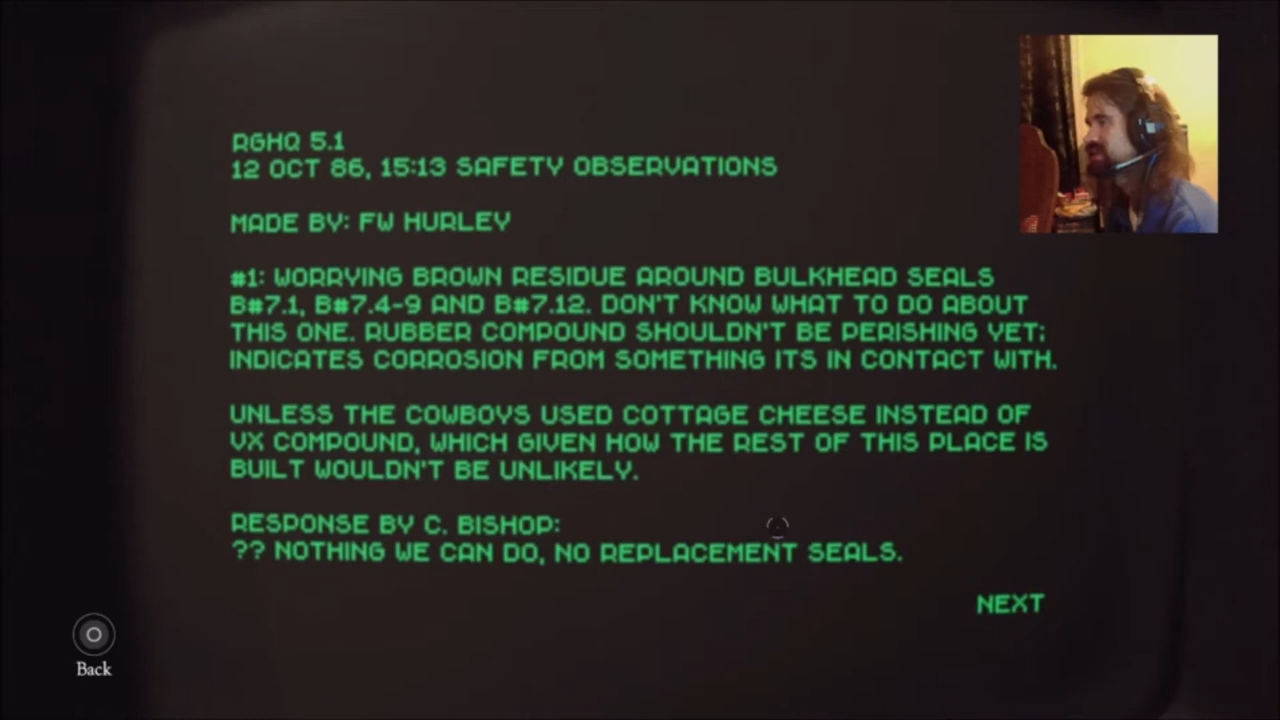 RGHQ 5.1
12 OCT 86, 15:13 SAFETY OBSERVATIONS
MADE BY: FW HURLEY
#1: WORRYING BROWN RESIDUE AROUND BULKHEAD SEALS
B#7.1, B#7.4-9 AND B#7.12. DON'T KNOW WHAT TO DO ABOUT
THIS ONE. RUBBER COMPOUND SHOULDN'T BE PERISHING YET;
INDICATES CORROSION FROM SOMETHING ITS IN CONTACT WITH.
UNLESS THE COWBOYS USED COTTAGE CHEESE INSTEAD OF
VX COMPOUND, WHICH GIVEN HOW THE REST OF THIS PLACE IS
BUILT WOULDN'T BE UNLIKELY.
RESPONSE BY C. BISHOP:
?? NOTHING WE CAN DO, NO REPLACEMENT SEALS.
NEXT
Back